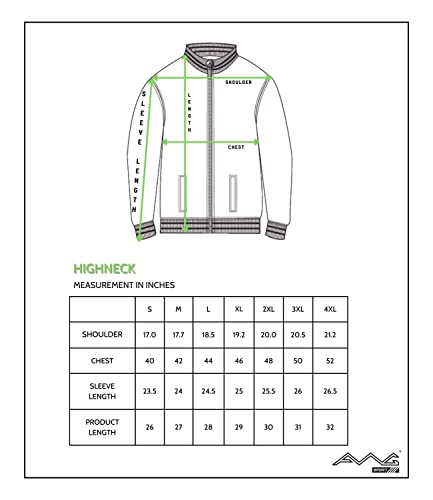 SHOULDER
SLEEVE LENGTH
LENGTH
CHEST
HIGHNECK
MEASUREMENT IN INCHES
S M L XL 2XL 3XL 4XL
SHOULDER 17.0 17.7 18.5 19.2 20.0 20.5 21.2
CHEST 40 42 44 46 48 50 52
SLEEVE LENGTH 23.5 24 24.5 25 25.5 26 26.5
PRODUCT LENGTH 26 27 28 29 30 31 32
SPORT